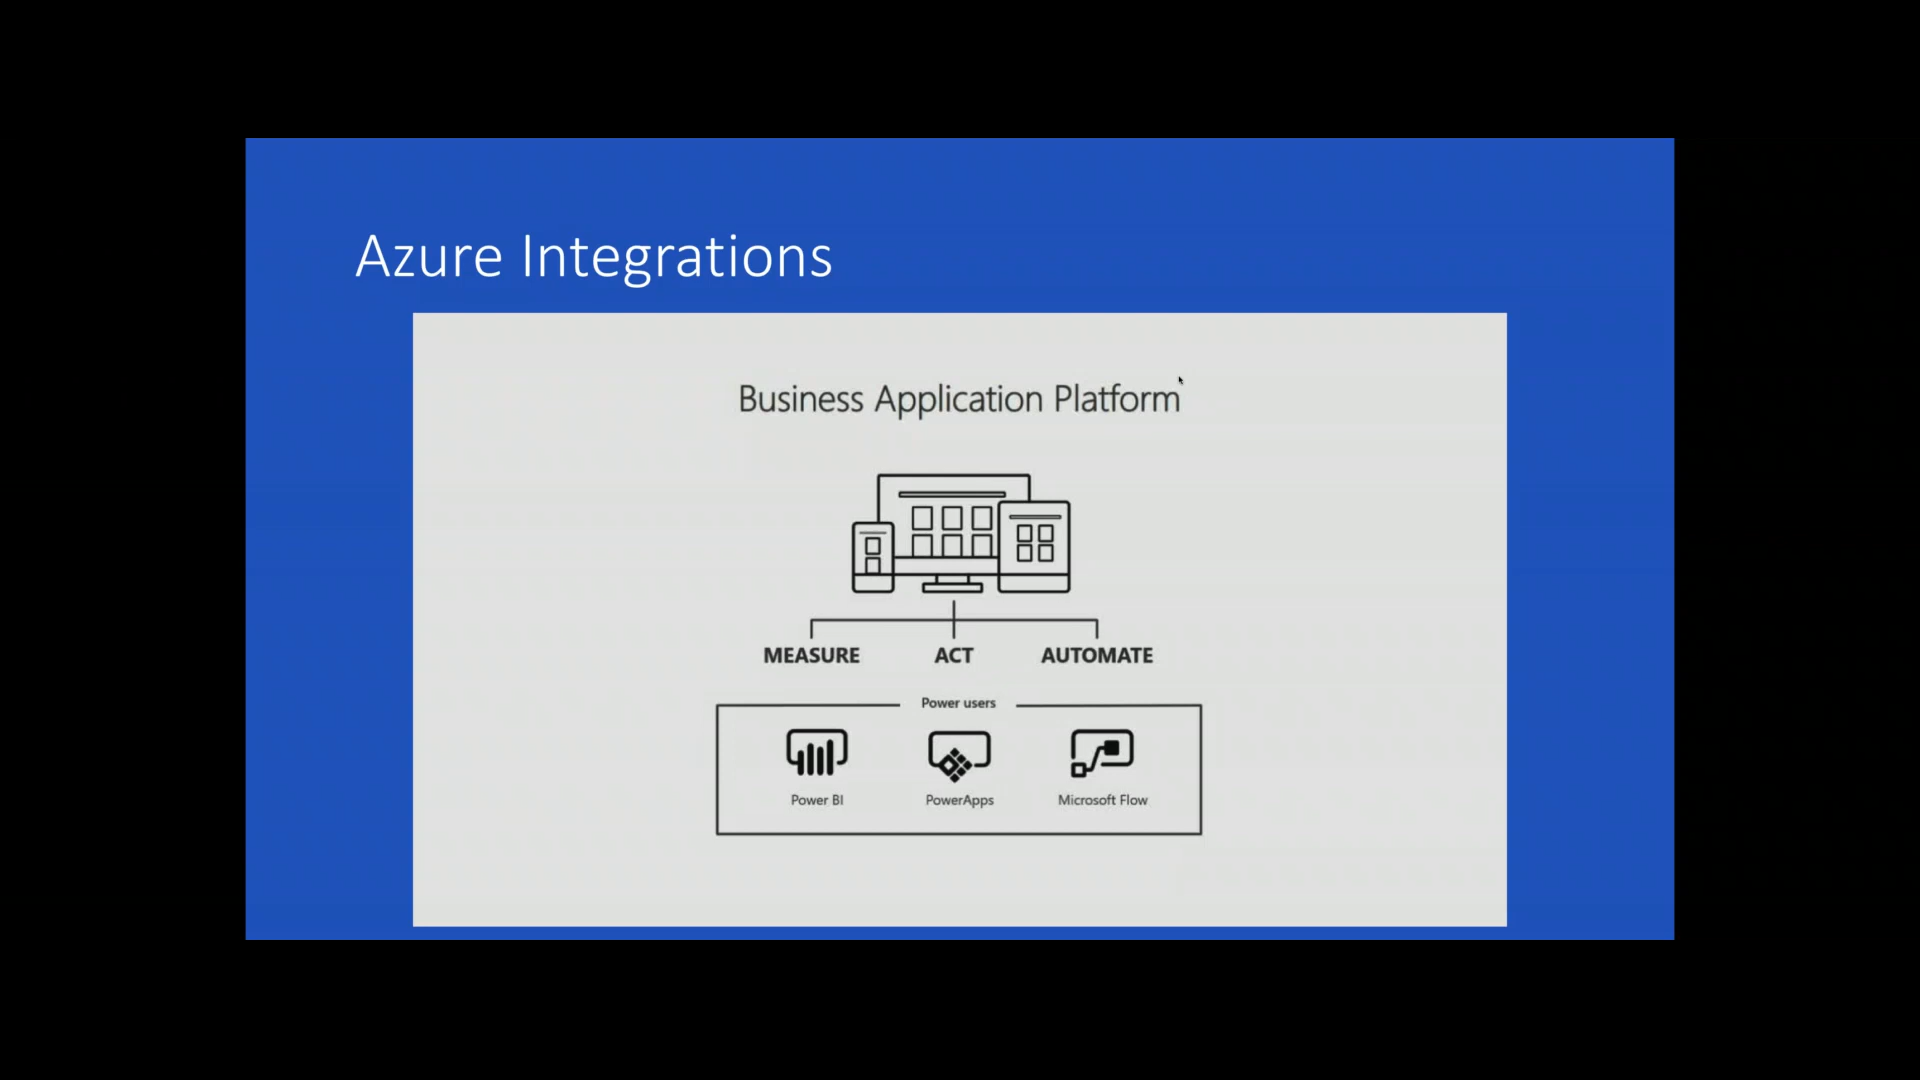 Azure Integrations
Business Application Platform
MEASURE ACT AUTOMATE
Power users
Power BI PowerApps Microsoft Flow